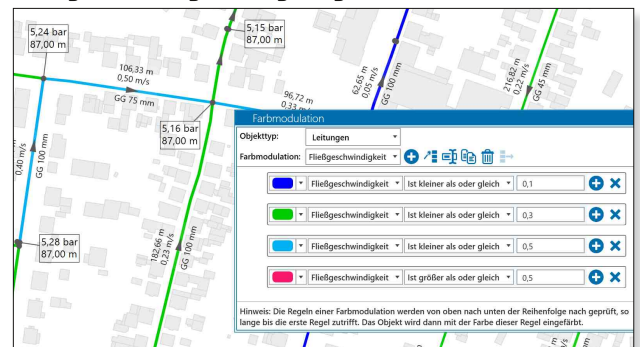 5,24 bar
87,00 m
5,15 bar
87,00 m
106,33 m
0,50 m/s
GG 75 mm
96,72 m
0,33 m/s
62,65 m
0,05 m/s
GG 100 mm
216,82 m
0,22 m/s
GG 45 mm
5,16 bar
87,00 m
0,40 m/s
GG 100 mm
5,28 bar
87,00 m
182,66 m
0,23 m/s
GG 100 mm
Farbmodulation
Objekttyp: Leitungen
Farbmodulation: Fließgeschwindigkeit
Fließgeschwindigkeit Ist kleiner als oder gleich 0,1
Fließgeschwindigkeit Ist kleiner als oder gleich 0,3
Fließgeschwindigkeit Ist kleiner als oder gleich 0,5
Fließgeschwindigkeit Ist größer als oder gleich 0,5
Hinweis: Die Regeln einer Farbmodulation werden von oben nach unten der Reihenfolge nach geprüft, so
lange bis die erste Regel zutrifft. Das Objekt wird dann mit der Farbe dieser Regel eingefärbt.